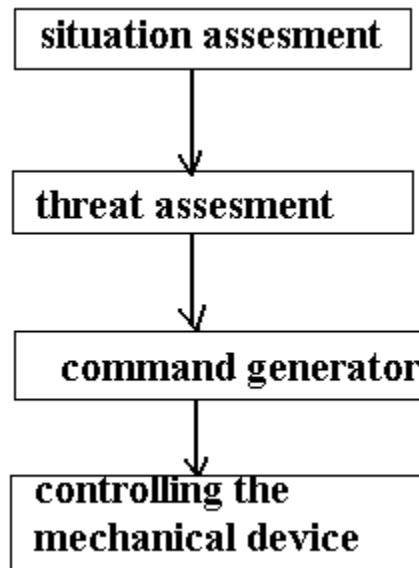 situation assesment
threat assesment
command generator
controlling the
mechanical device